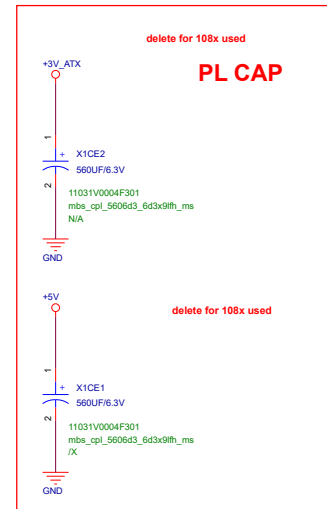 delete for 108x used
PL CAP
+3V_ATX
1
+ X1CE2
560UF/6.3V
2
11031V0004F301
mbs_cpl_5606d3_6d3x9lfh_ms
N/A
GND
+5V
delete for 108x used
1
+ X1CE1
560UF/6.3V
2
11031V0004F301
mbs_cpl_5606d3_6d3x9lfh_ms
/X
GND